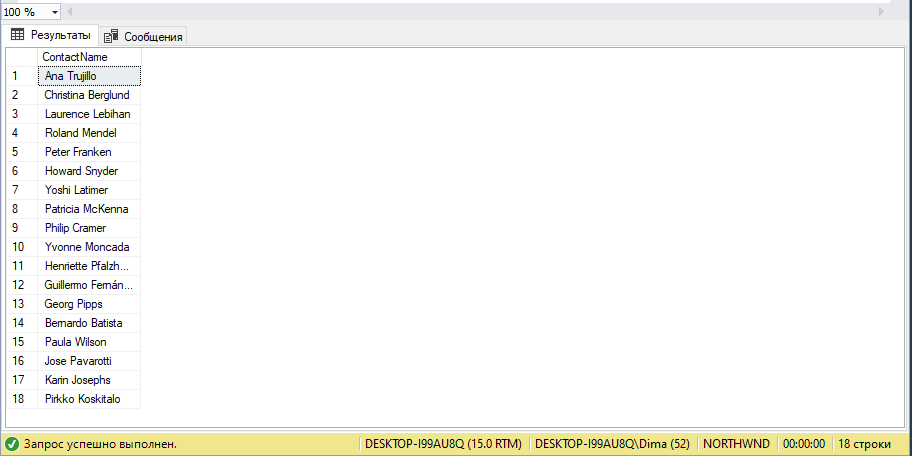 100 %
Результаты Сообщения
ContactName
1 Ana Trujillo
2 Christina Berglund
3 Laurence Lebihan
4 Roland Mendel
5 Peter Franken
6 Howard Snyder
7 Yoshi Latimer
8 Patricia McKenna
9 Philip Cramer
10 Yvonne Moncada
11 Henriette Pfalzh...
12 Guillermo Fernán...
13 Georg Pipps
14 Bernardo Batista
15 Paula Wilson
16 Jose Pavarotti
17 Karin Josephs
18 Pirkko Koskitalo
Запрос успешно выполнен. DESKTOP-I99AU8Q (15.0 RTM) DESKTOP-I99AU8Q\Dima (52) NORTHWND 00:00:00 18 строки